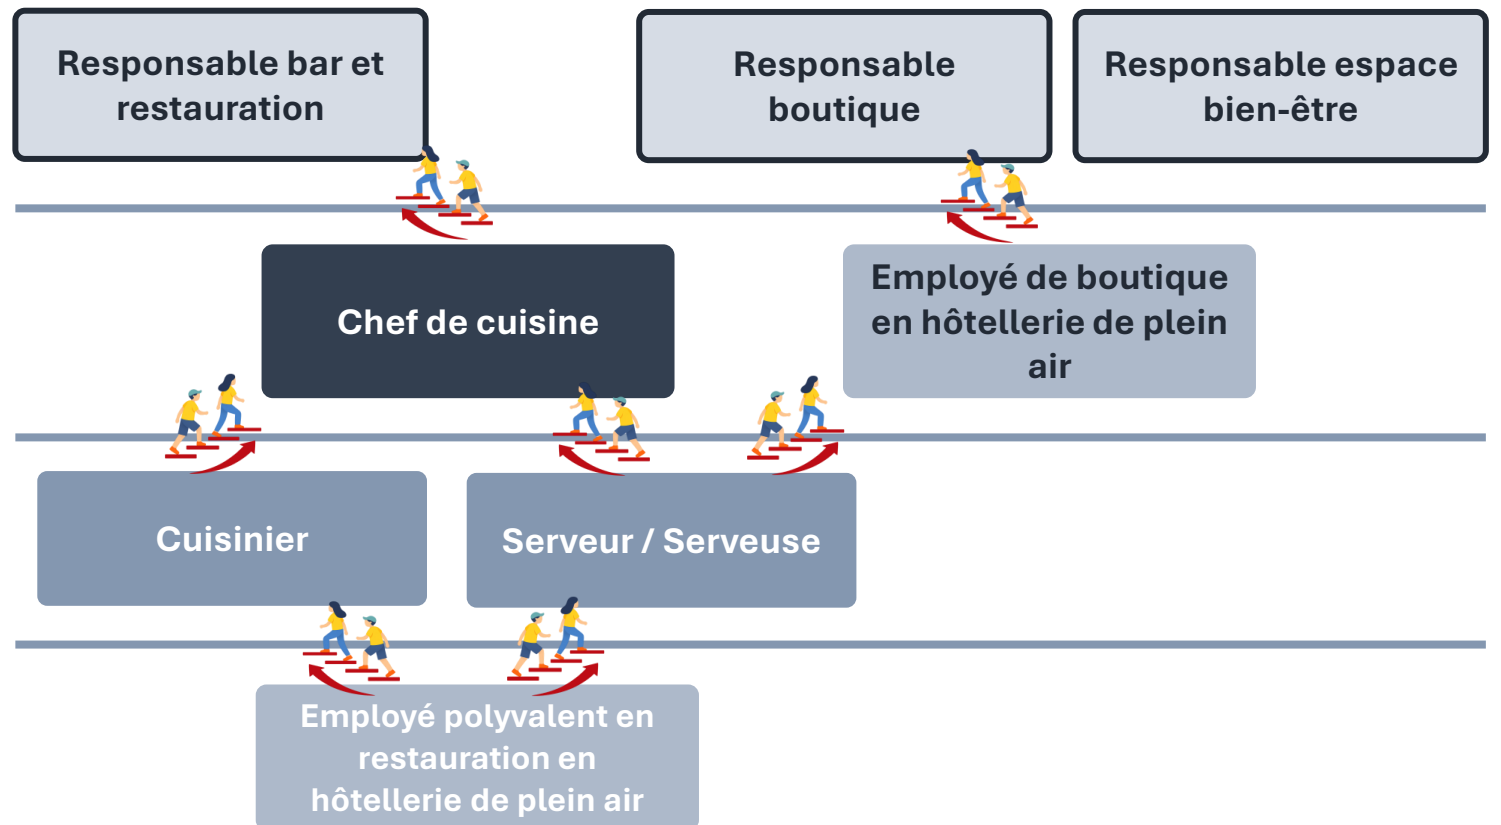 Responsable bar et
restauration
Responsable
boutique
Responsable espace
bien-être
Chef de cuisine
Employé de boutique
en hôtellerie de plein
air
Cuisinier
Serveur / Serveuse
Employé polyvalent en
restauration en
hôtellerie de plein air